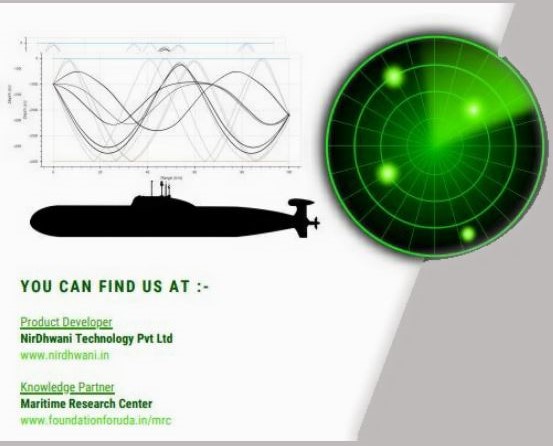 YOU CAN FIND US AT :-
Product Developer
NirDhwani Technology Pvt Ltd
www.nirdhwani.in
Knowledge Partner
Maritime Research Center
www.foundationforuda.in/mrc